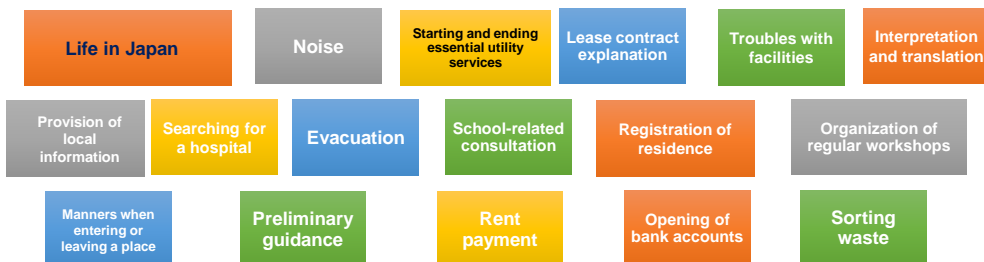 Life in Japan
Noise
Starting and ending
essential utility
services
Lease contract
explanation
Troubles with
facilities
Interpretation
and translation
Provision of
local
information
Searching for
a hospital
Evacuation
School-related
consultation
Registration of
residence
Organization of
regular workshops
Manners when
entering or
leaving a place
Preliminary
guidance
Rent
payment
Opening of
bank accounts
Sorting
waste